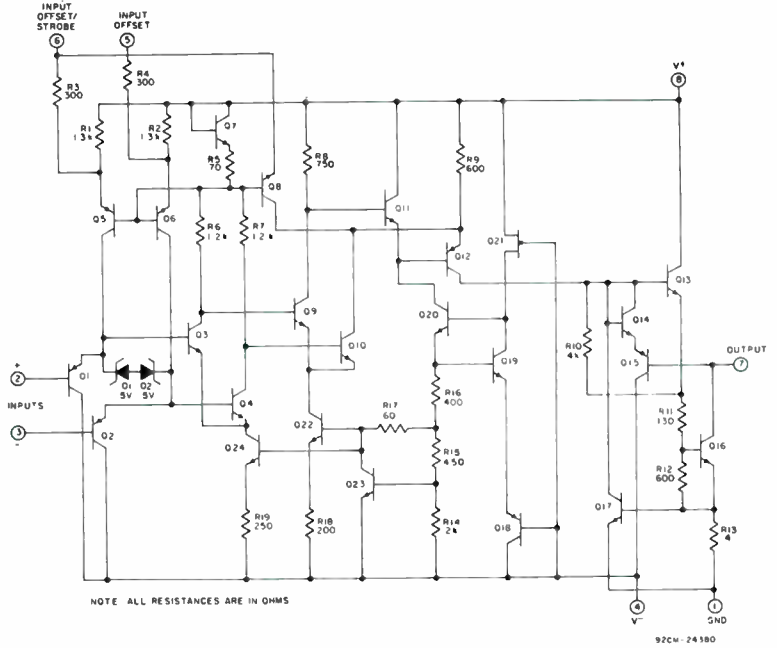 INPUT
OFFSET/
STROBE
6
INPUT
OFFSET
5
R3
300
R4
300
V+
8
R1
1.3k
R2
1.3k
Q7
R5
70
R8
750
R9
600
Q8
Q5
Q6
R6
1.2k
R7
1.2k
Q11
Q12
Q21
Q13
Q3
Q9
Q10
Q20
Q19
R10
4k
Q14
Q15
OUTPUT
7
+
2
Q1
D1
5V
D2
5V
INPUTS
3
-
Q2
Q4
Q24
Q22
R17
60
R16
400
R15
450
R11
130
Q16
R12
600
Q23
Q17
R19
250
R18
200
R14
2k
Q18
R13
4
NOTE ALL RESISTANCES ARE IN OHMS
4
V-
1
GND
92CM-24380